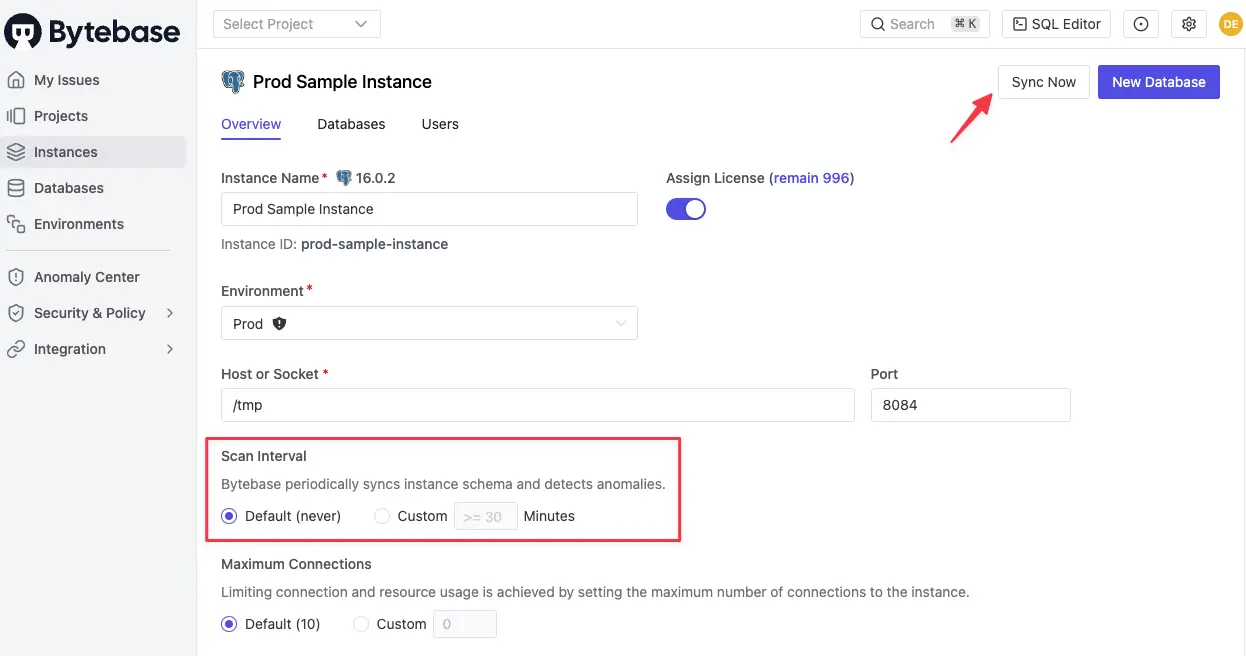 Bytebase
Select Project
Search ⌘ K
SQL Editor
DE
My Issues
Projects
Instances
Databases
Environments
Anomaly Center
Security & Policy
Integration
Prod Sample Instance
Sync Now
New Database
Overview Databases Users
Instance Name* 16.0.2
Assign License (remain 996)
Prod Sample Instance
Instance ID: prod-sample-instance
Environment*
Prod
Host or Socket *
Port
/tmp
8084
Scan Interval
Bytebase periodically syncs instance schema and detects anomalies.
Default (never) Custom >= 30 Minutes
Maximum Connections
Limiting connection and resource usage is achieved by setting the maximum number of connections to the instance.
Default (10) Custom 0